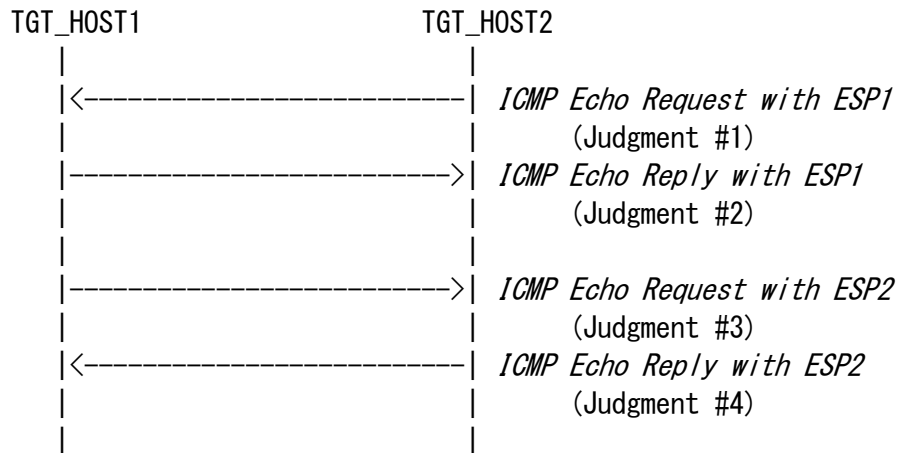 TGT_HOST1 TGT_HOST2
ICMP Echo Request with ESP1
(Judgment #1)
ICMP Echo Reply with ESP1
(Judgment #2)
ICMP Echo Request with ESP2
(Judgment #3)
ICMP Echo Reply with ESP2
(Judgment #4)